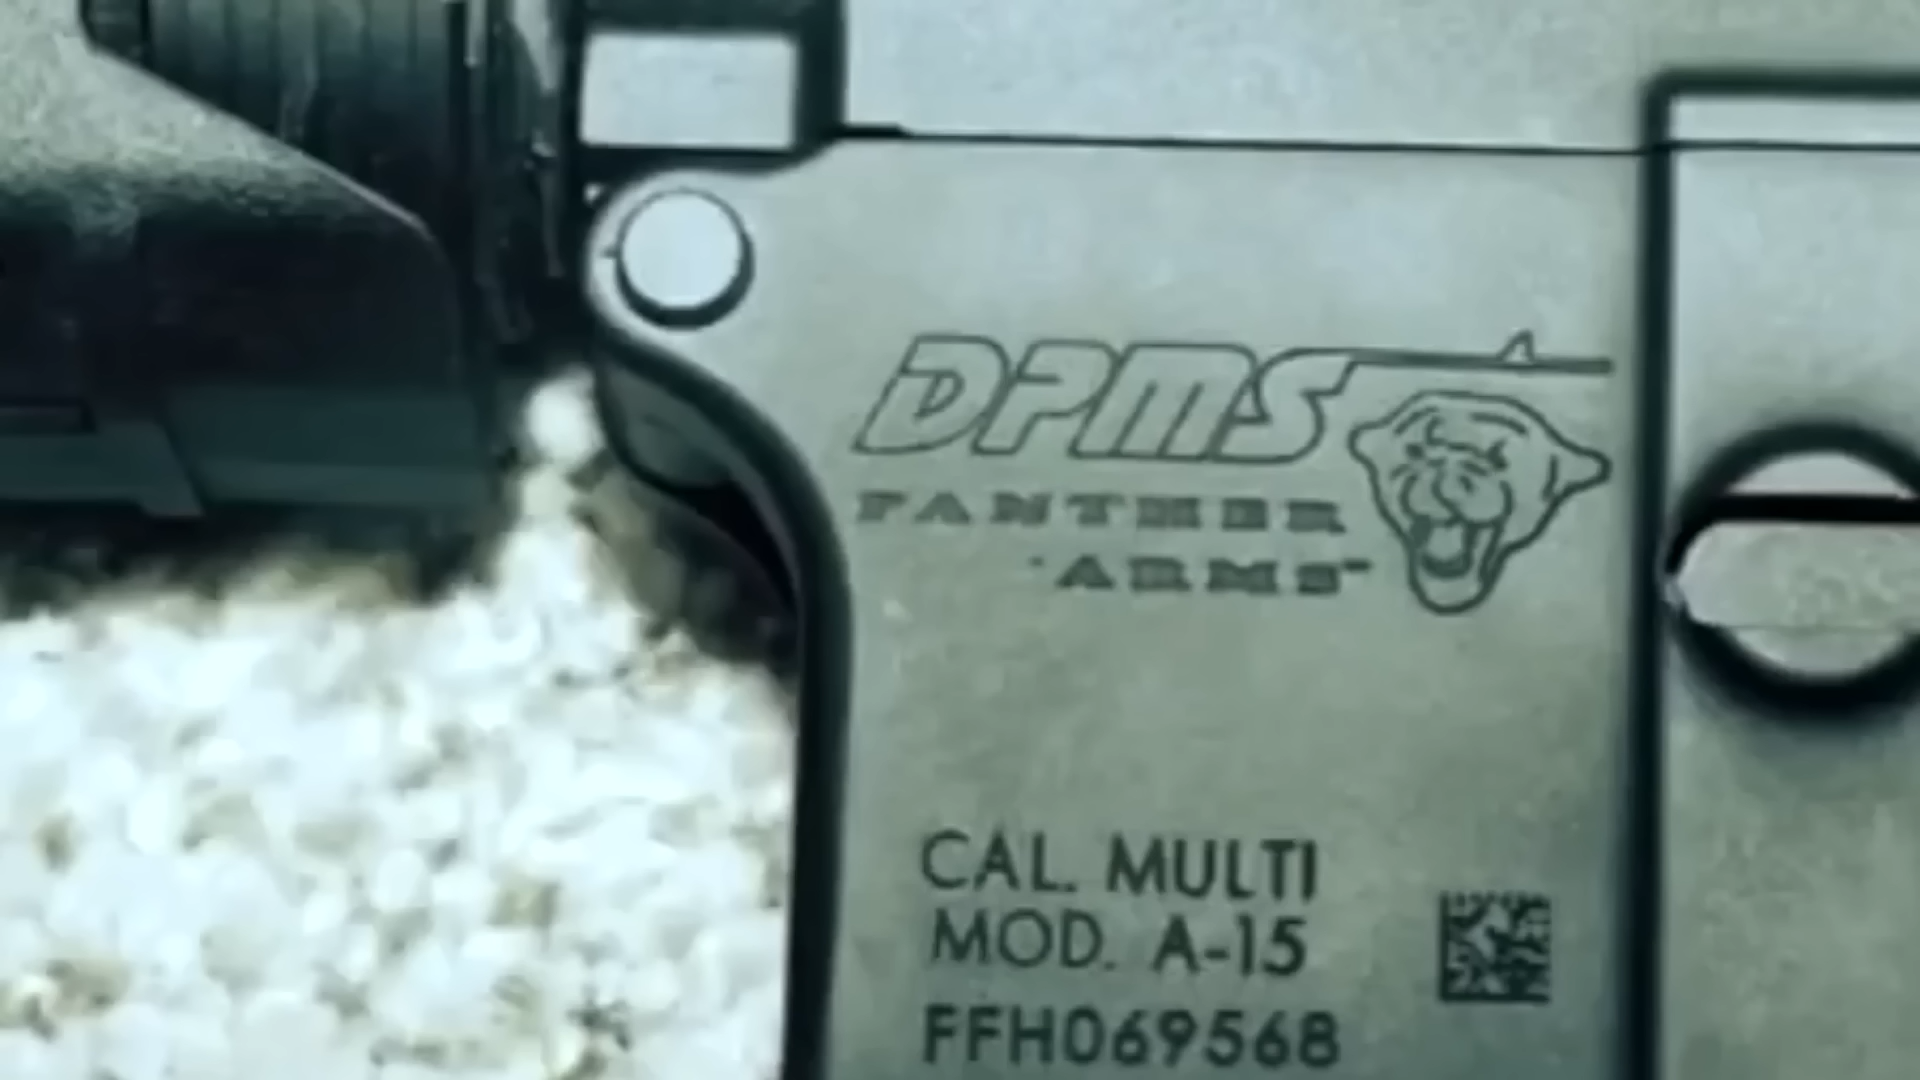 DPMS
PANTHER
"ARMS"
CAL. MULTI
MOD. A-15
FFH069568